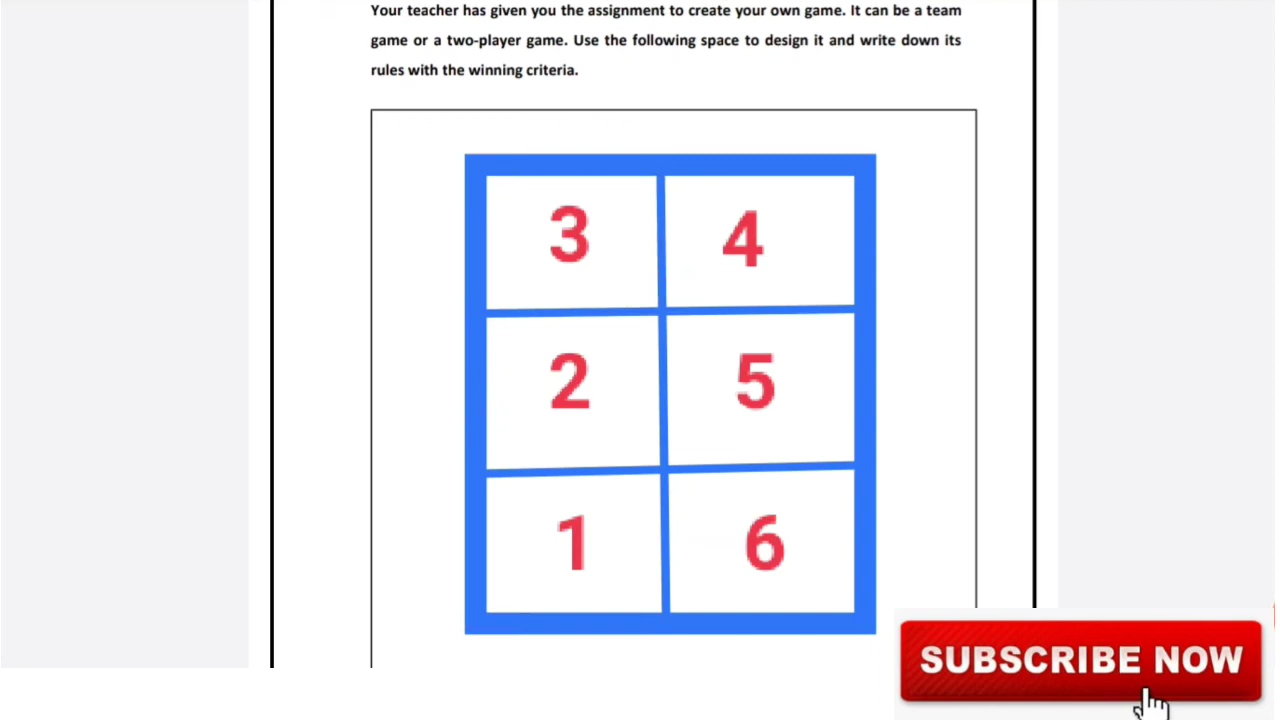 Your teacher has given you the assignment to create your own game. It can be a team
game or a two-player game. Use the following space to design it and write down its
rules with the winning criteria.
3 4
2 5
1 6
SUBSCRIBE NOW